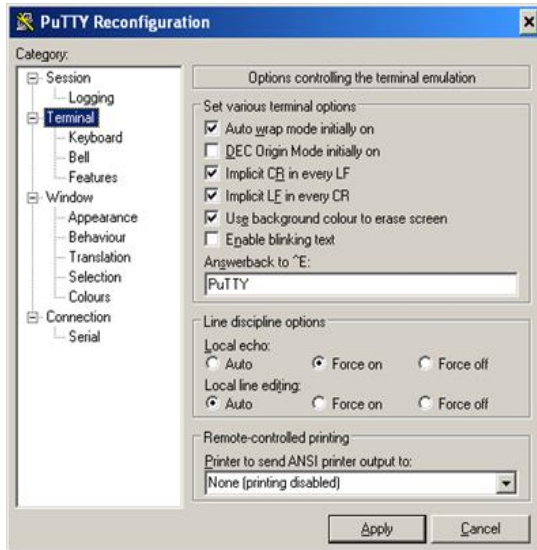 PuTTY Reconfiguration
Category:
Session
Logging
Terminal
Keyboard
Bell
Features
Window
Appearance
Behaviour
Translation
Selection
Colours
Connection
Serial
Options controlling the terminal emulation
Set various terminal options
Auto wrap mode initially on
DEC Origin Mode initially on
Implicit CR in every LF
Implicit LF in every CR
Use background colour to erase screen
Enable blinking text
Answerback to ^E:
PuTTY
Line discipline options
Local echo:
Auto Force on Force off
Local line editing:
Auto Force on Force off
Remote-controlled printing
Printer to send ANSI printer output to:
None (printing disabled)
Apply Cancel